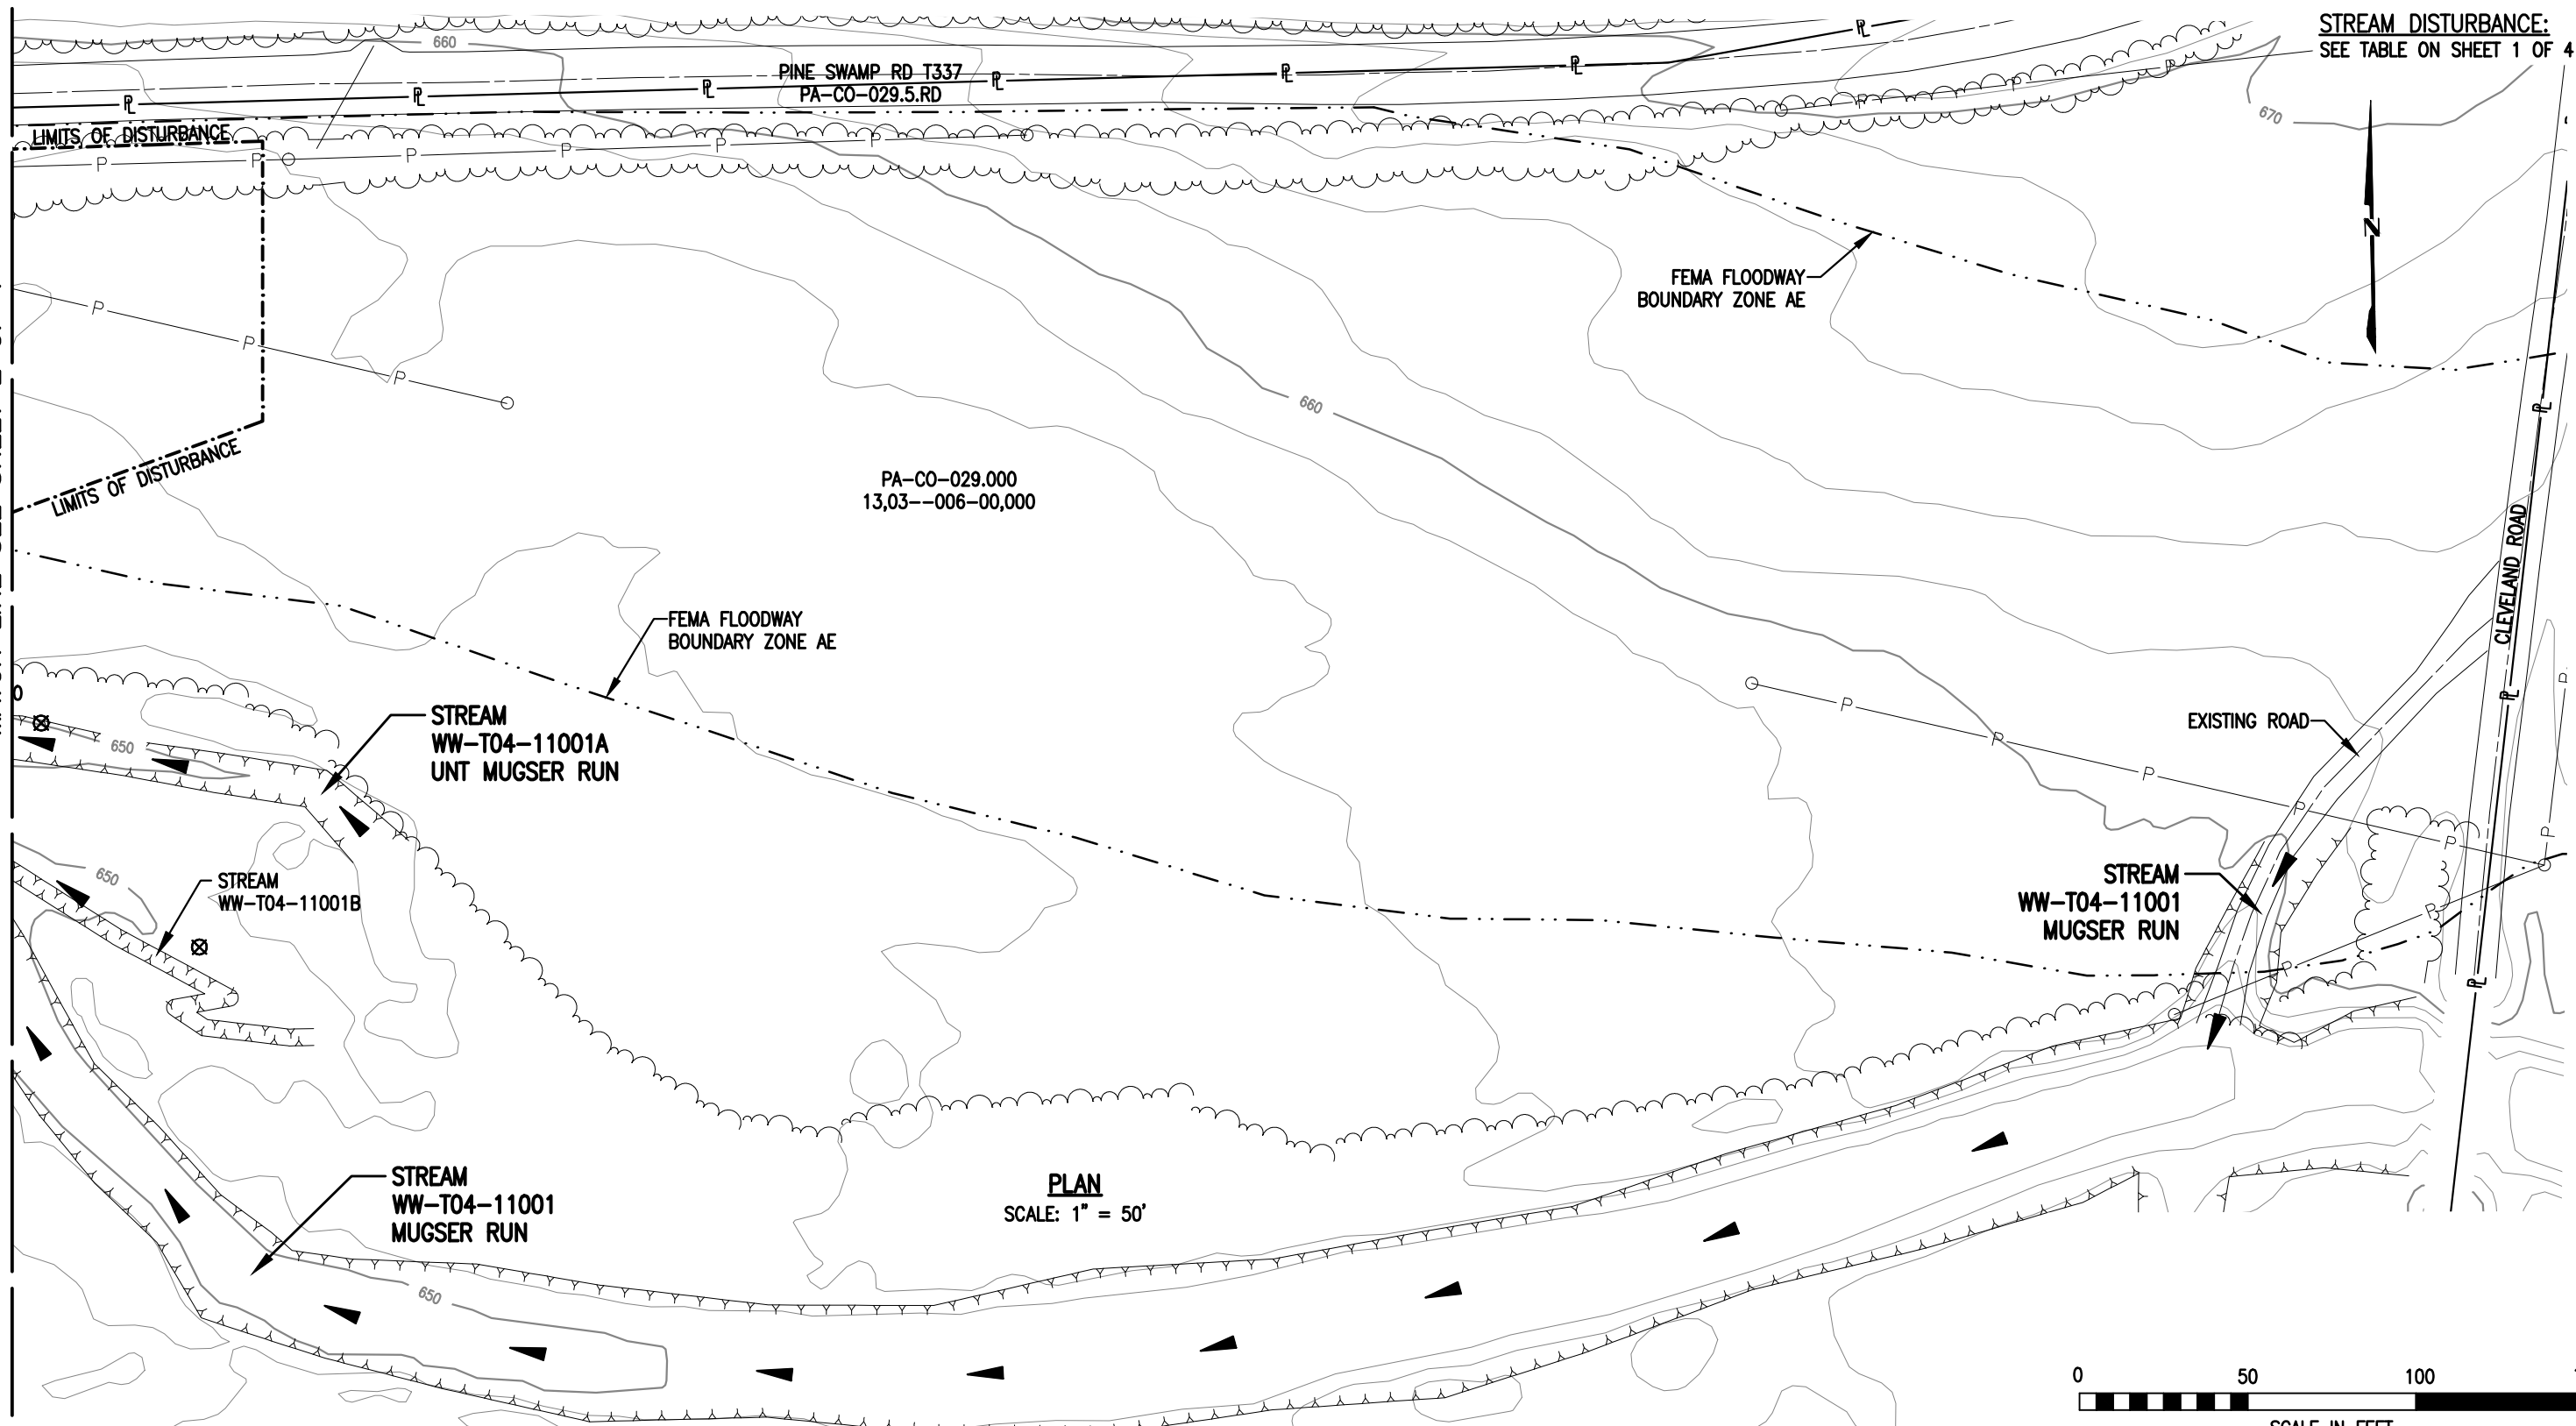 STREAM DISTURBANCE:
SEE TABLE ON SHEET 1 OF 4
660
PINE SWAMP RD T337
PA-CO-029.5.RD
LIMITS OF DISTURBANCE
670
N
FEMA FLOODWAY
BOUNDARY ZONE AE
660
LIMITS OF DISTURBANCE
PA-CO-029.000
13,03--006-00,000
CLEVELAND ROAD
FEMA FLOODWAY
BOUNDARY ZONE AE
EXISTING ROAD
STREAM
WW-T04-11001A
UNT MUGSER RUN
650
650
STREAM
WW-T04-11001B
STREAM
WW-T04-11001
MUGSER RUN
STREAM
WW-T04-11001
MUGSER RUN
PLAN
SCALE: 1" = 50'
650
0 50 100
SCALE IN FEET